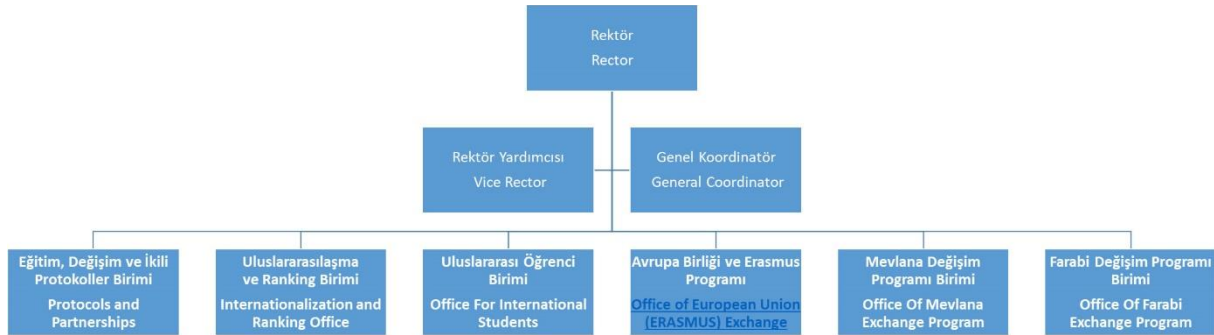 Rektör
Rector
Rektör Yardımcısı
Vice Rector
Genel Koordinatör
General Coordinator
Eğitim, Değişim ve İkili
Protokoller Birimi
Protocols and
Partnerships
Uluslararasılaşma
ve Ranking Birimi
Internationalization and
Ranking Office
Uluslararası Öğrenci
Birimi
Office For International
Students
Avrupa Birliği ve Erasmus
Programı
Office of European Union
(ERASMUS) Exchange
Mevlana Değişim
Programı Birimi
Office Of Mevlana
Exchange Program
Farabi Değişim Programı
Birimi
Office Of Farabi
Exchange Program